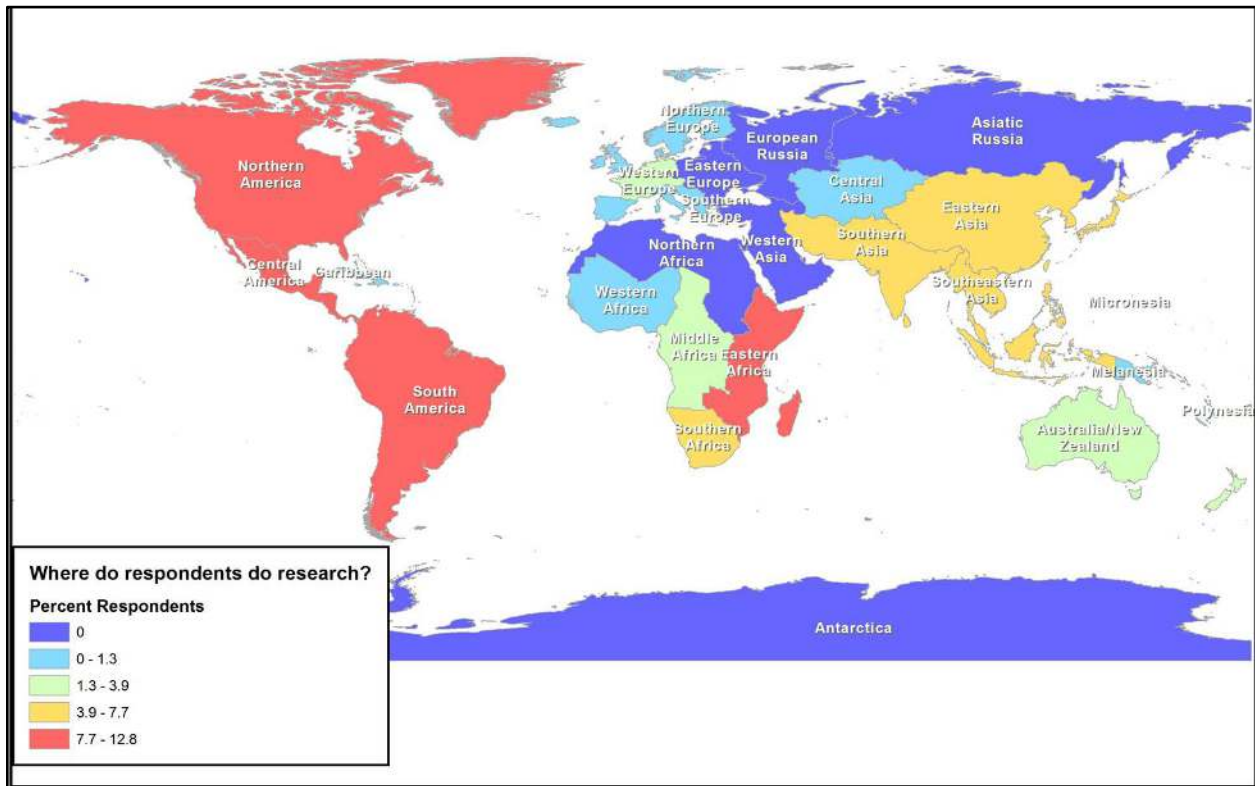 Northern
America
Central
America
Caribbean
South
America
Northern
Europe
Western
Europe
Eastern
Europe
Southern
Europe
European
Russia
Asiatic
Russia
Central
Asia
Eastern
Asia
Southern
Asia
Western
Asia
Southeastern
Asia
Northern
Africa
Western
Africa
Middle
Africa
Eastern
Africa
Southern
Africa
Micronesia
Melanesia
Polynesia
Australia/New
Zealand
Antarctica
Where do respondents do research?
Percent Respondents
0
0 - 1.3
1.3 - 3.9
3.9 - 7.7
7.7 - 12.8